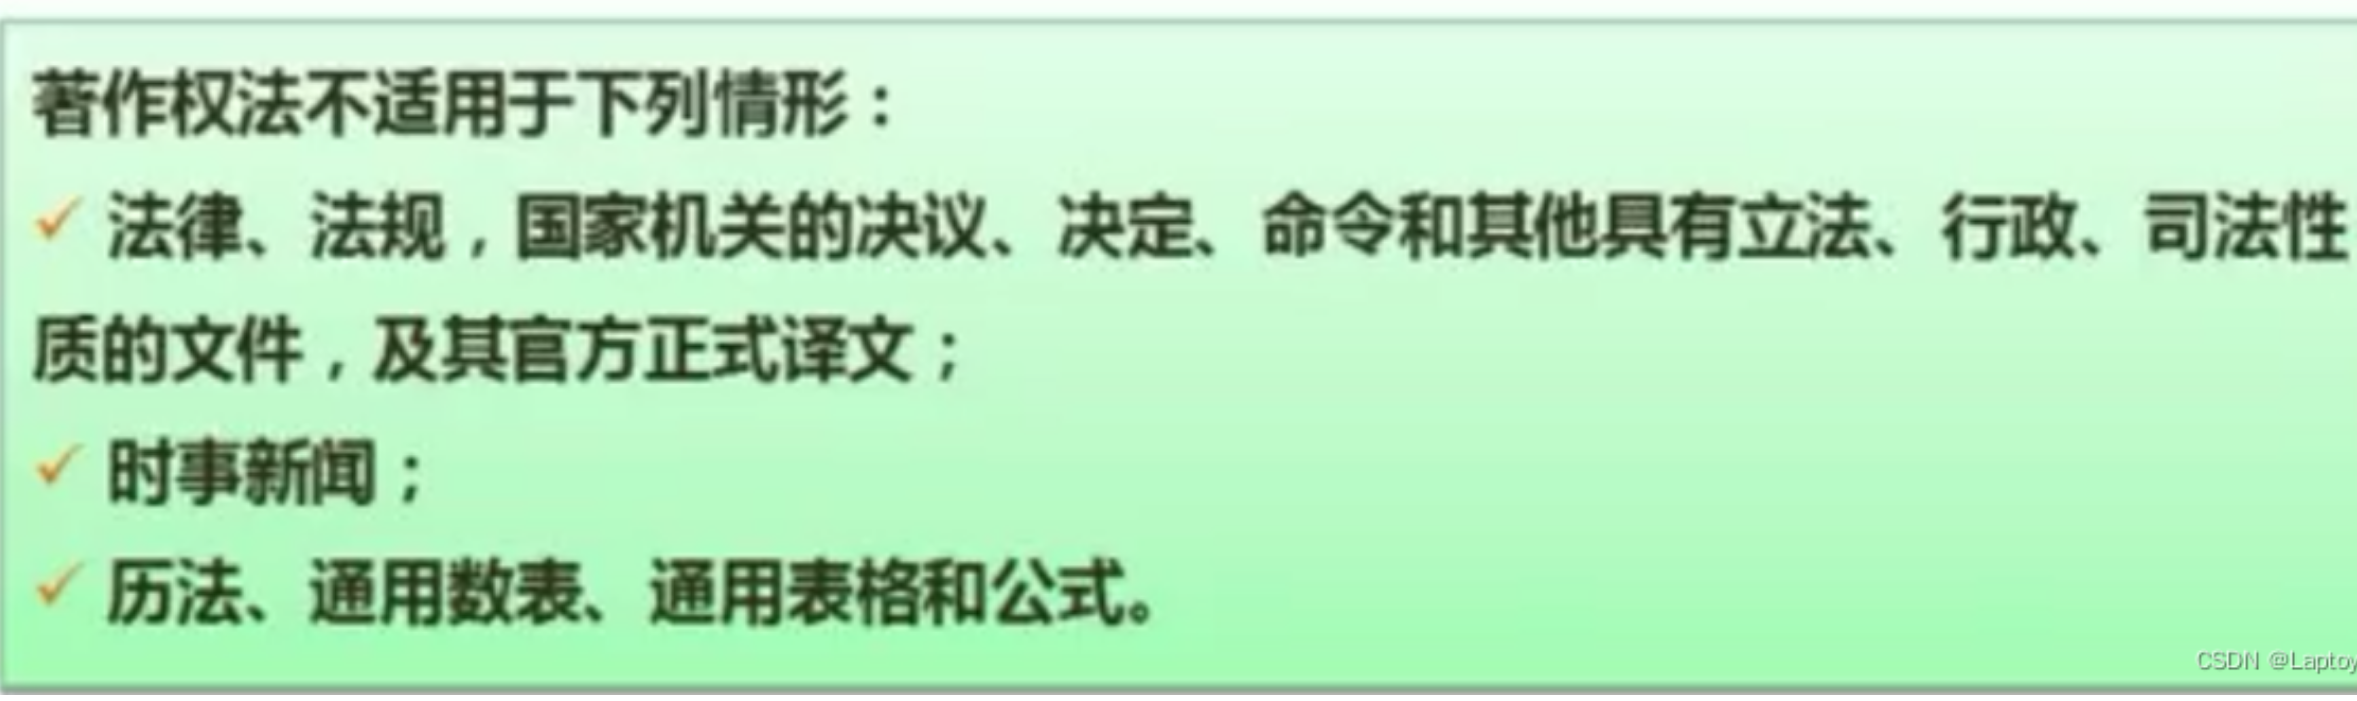 著作权法不适用于下列情形：
✓ 法律、法规，国家机关的决议、决定、命令和其他具有立法、行政、司法性
质的文件，及其官方正式译文；
✓ 时事新闻；
✓ 历法、通用数表、通用表格和公式。
CSDN @Laptoy